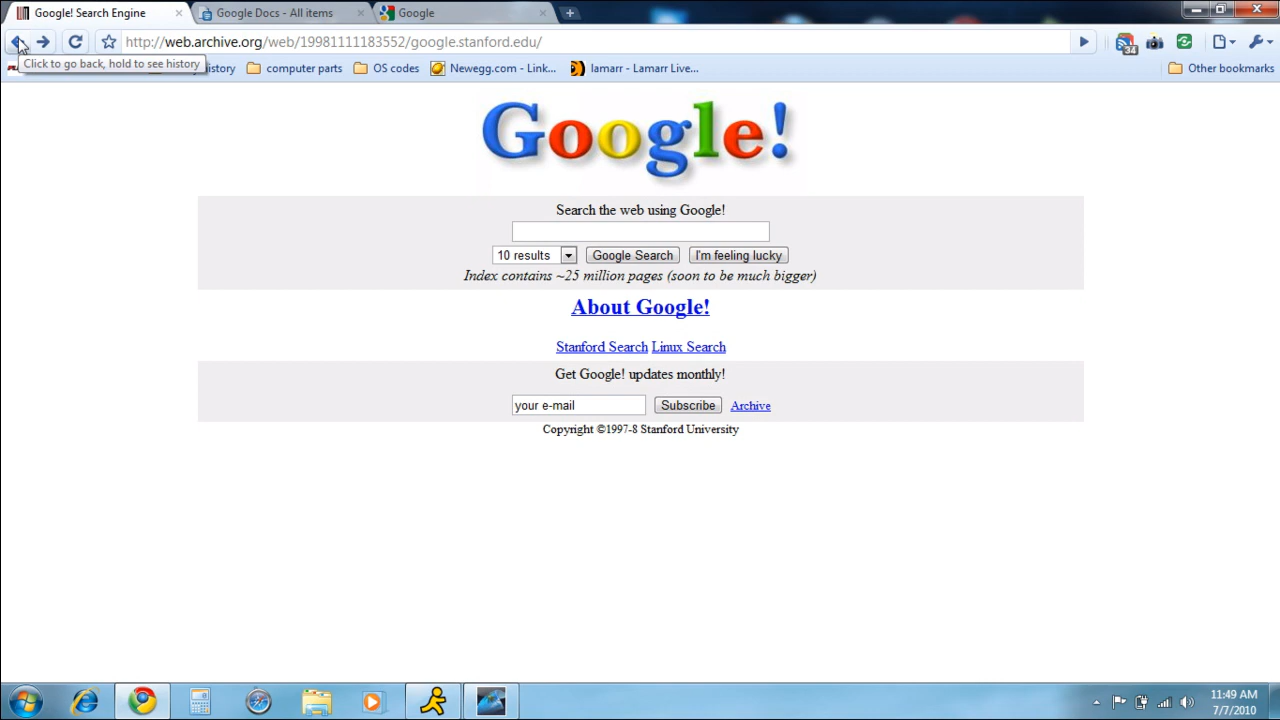 Google! Search Engine
Google Docs - All items
Google
http://web.archive.org/web/19981111183552/google.stanford.edu/
34
Click to go back, hold to see history
history
computer parts
OS codes
Newegg.com - Link...
lamarr - Lamarr Live...
Other bookmarks
Google!
Search the web using Google!
10 results
Google Search
I'm feeling lucky
Index contains ~25 million pages (soon to be much bigger)
About Google!
Stanford Search Linux Search
Get Google! updates monthly!
your e-mail
Subscribe
Archive
Copyright ©1997-8 Stanford University
11:49 AM
7/7/2010